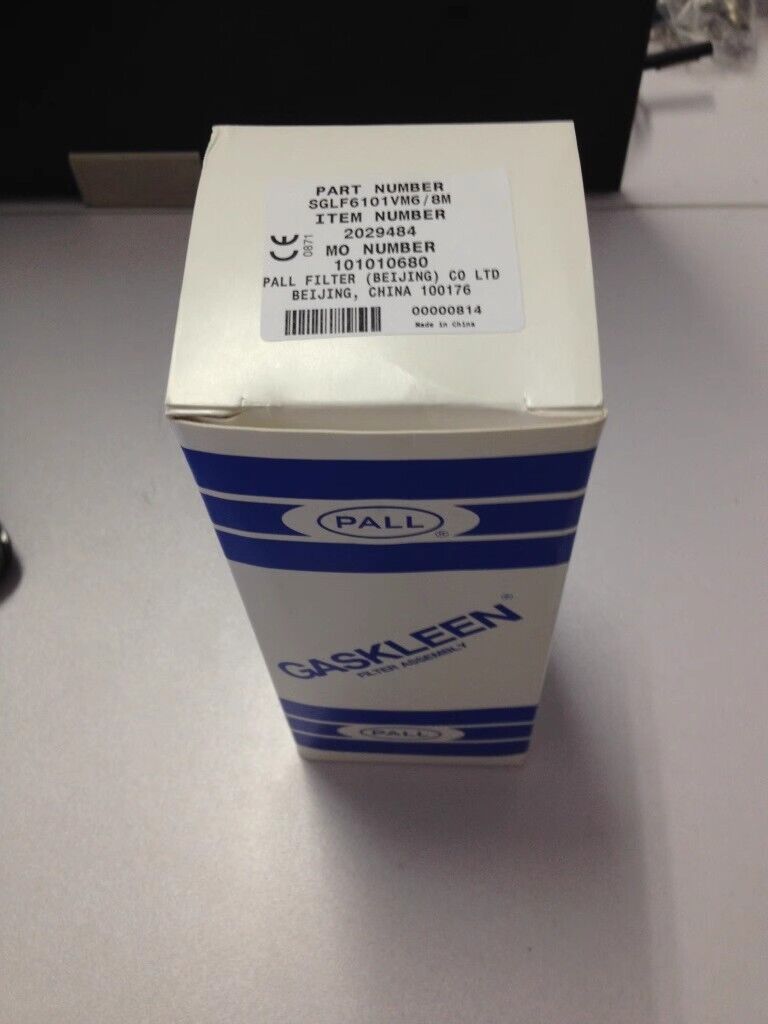 PART NUMBER
SGLF6101VM6/8M
ITEM NUMBER
2029484
CE 0871
MO NUMBER
101010680
PALL FILTER (BEIJING) CO LTD
BEIJING, CHINA 100176
00000814
Made in China
PALL ®
GASKLEEN ®
FILTER ASSEMBLY
PALL